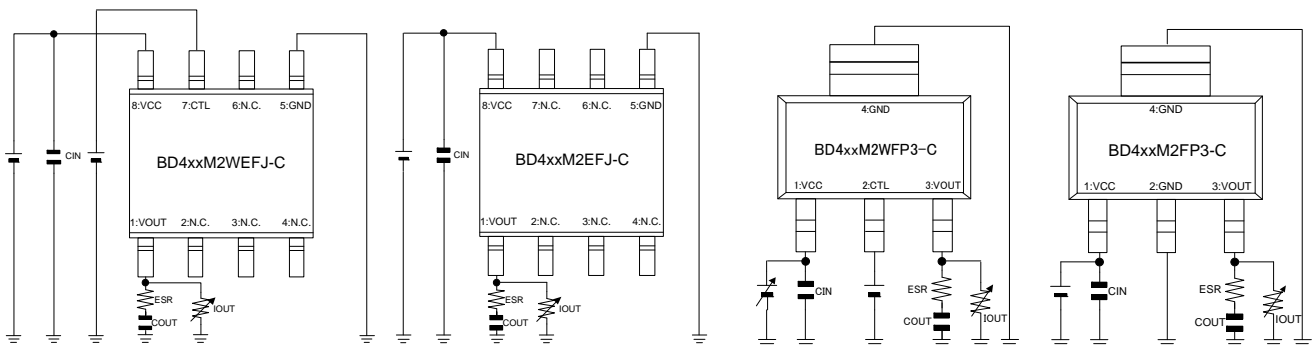 8:VCC 7:CTL 6:N.C. 5:GND
CIN
BD4xxM2WEFJ-C
1:VOUT 2:N.C. 3:N.C. 4:N.C.
ESR
IOUT
COUT
8:VCC 7:N.C. 6:N.C. 5:GND
CIN
BD4xxM2EFJ-C
1:VOUT 2:N.C. 3:N.C. 4:N.C.
ESR
IOUT
COUT
4:GND
BD4xxM2WFP3-C
1:VCC 2:CTL 3:VOUT
CIN
ESR
COUT
IOUT
4:GND
BD4xxM2FP3-C
1:VCC 2:GND 3:VOUT
CIN
ESR
COUT
IOUT